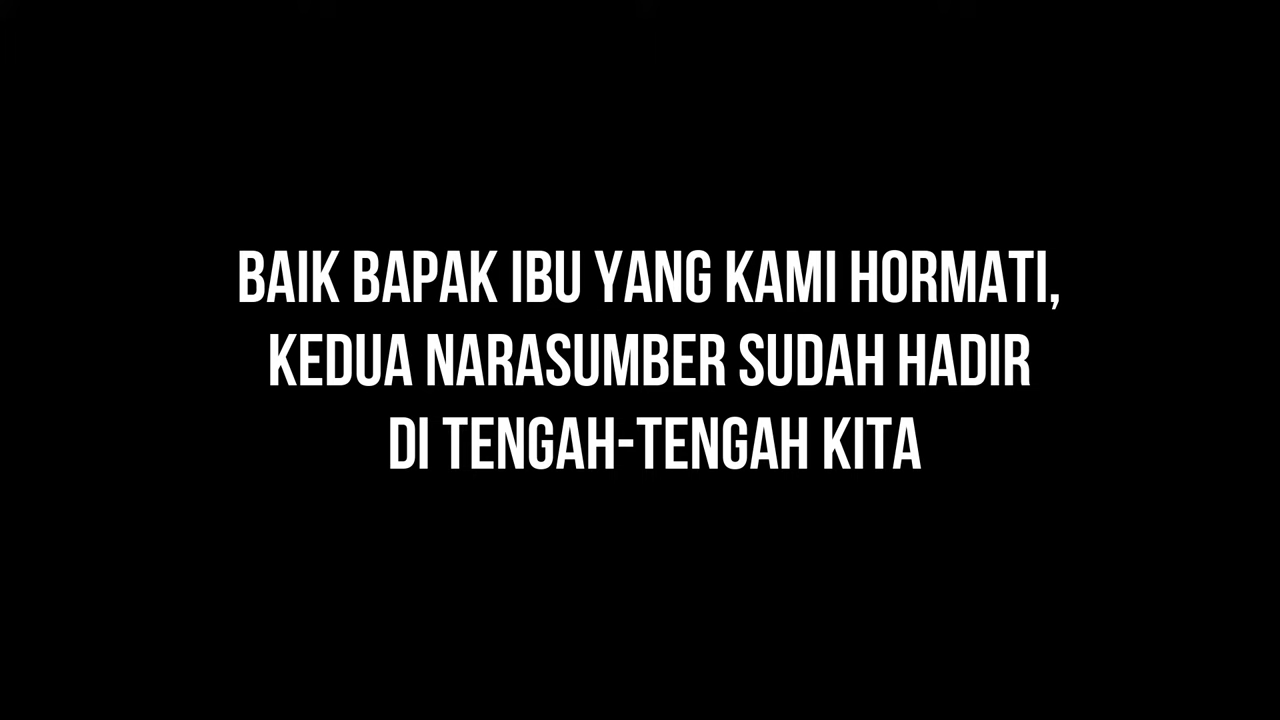 BAIK BAPAK IBU YANG KAMI HORMATI,
KEDUA NARASUMBER SUDAH HADIR
DI TENGAH-TENGAH KITA